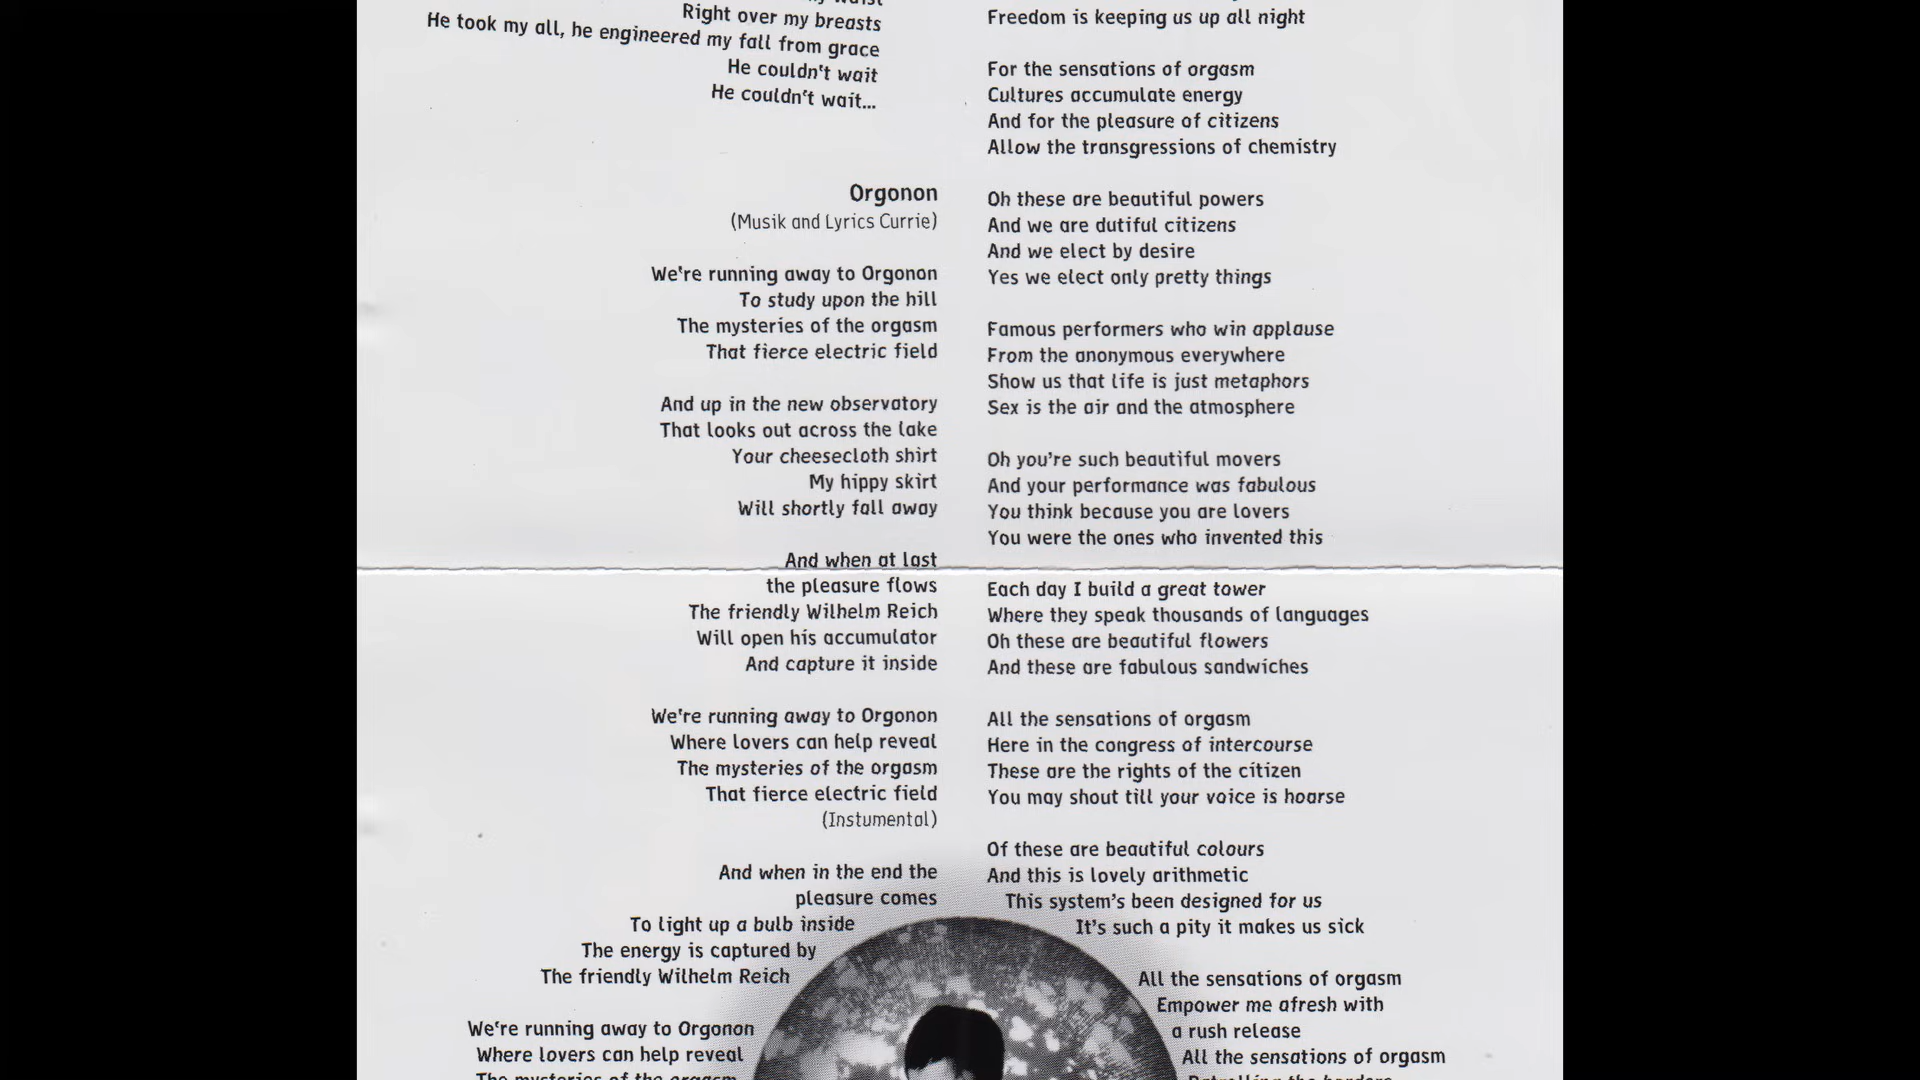 Right over my breasts
He took my all, he engineered my fall from grace
He couldn't wait
He couldn't wait...
Orgonon
(Musik and Lyrics Currie)
We're running away to Orgonon
To study upon the hill
The mysteries of the orgasm
That fierce electric field
And up in the new observatory
That looks out across the lake
Your cheesecloth shirt
My hippy skirt
Will shortly fall away
And when at last
the pleasure flows
The friendly Wilhelm Reich
Will open his accumulator
And capture it inside
We're running away to Orgonon
Where lovers can help reveal
The mysteries of the orgasm
That fierce electric field
(Instumental)
And when in the end the
pleasure comes
To light up a bulb inside
The energy is captured by
The friendly Wilhelm Reich
We're running away to Orgonon
Where lovers can help reveal
The mysteries of the orgasm
Freedom is keeping us up all night
For the sensations of orgasm
Cultures accumulate energy
And for the pleasure of citizens
Allow the transgressions of chemistry
Oh these are beautiful powers
And we are dutiful citizens
And we elect by desire
Yes we elect only pretty things
Famous performers who win applause
From the anonymous everywhere
Show us that life is just metaphors
Sex is the air and the atmosphere
Oh you're such beautiful movers
And your performance was fabulous
You think because you are lovers
You were the ones who invented this
Each day I build a great tower
Where they speak thousands of languages
Oh these are beautiful flowers
And these are fabulous sandwiches
All the sensations of orgasm
Here in the congress of intercourse
These are the rights of the citizen
You may shout till your voice is hoarse
Of these are beautiful colours
And this is lovely arithmetic
This system's been designed for us
It's such a pity it makes us sick
All the sensations of orgasm
Empower me afresh with
a rush release
All the sensations of orgasm
Patrolling the borders